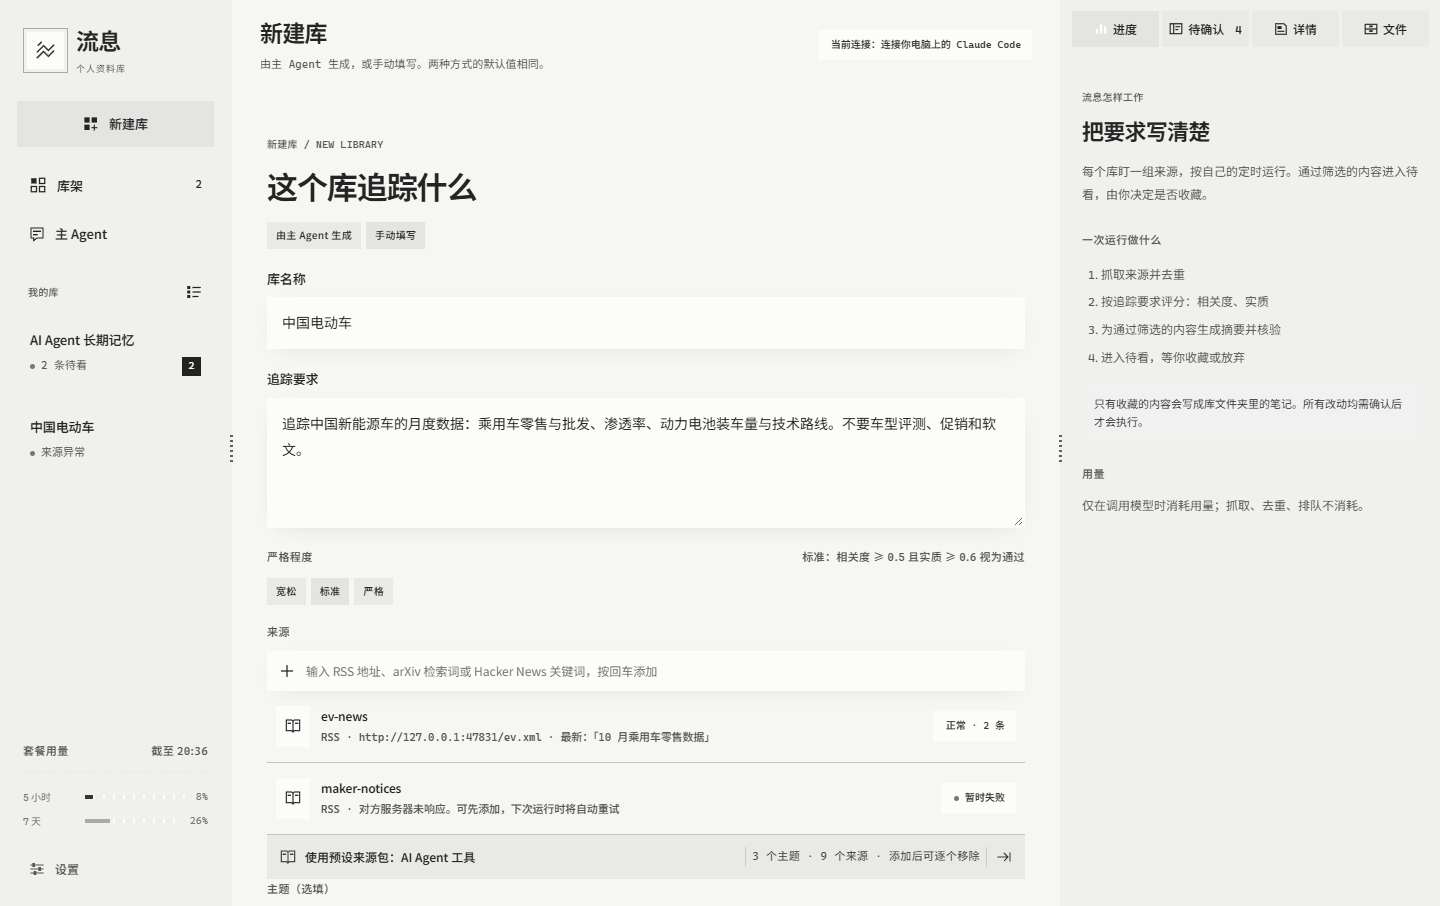 流息
个人资料库
新建库
库架 2
主 Agent
我的库
AI Agent 长期记忆
2 条待看 2
中国电动车
来源异常
套餐用量 截至 20:36
5 小时 8%
7 天 26%
设置
新建库
由主 Agent 生成，或手动填写。两种方式的默认值相同。
当前连接：连接你电脑上的 Claude Code
新建库 / NEW LIBRARY
这个库追踪什么
由主 Agent 生成 手动填写
库名称
中国电动车
追踪要求
追踪中国新能源车的月度数据：乘用车零售与批发、渗透率、动力电池装车量与技术路线。不要车型评测、促销和软
文。
严格程度 标准：相关度 ⩾ 0.5 且实质 ⩾ 0.6 视为通过
宽松 标准 严格
来源
输入 RSS 地址、arXiv 检索词或 Hacker News 关键词，按回车添加
ev-news
RSS · http://127.0.0.1:47831/ev.xml · 最新：「10 月乘用车零售数据」
正常 · 2 条
maker-notices
RSS · 对方服务器未响应。可先添加，下次运行时将自动重试
暂时失败
使用预设来源包：AI Agent 工具 3 个主题 · 9 个来源 · 添加后可逐个移除
主题（选填）
进度 待确认 4 详情 文件
流息怎样工作
把要求写清楚
每个库盯一组来源，按自己的定时运行。通过筛选的内容进入待
看，由你决定是否收藏。
一次运行做什么
1. 抓取来源并去重
2. 按追踪要求评分：相关度、实质
3. 为通过筛选的内容生成摘要并核验
4. 进入待看，等你收藏或放弃
只有收藏的内容会写成库文件夹里的笔记。所有改动均需确认后
才会执行。
用量
仅在调用模型时消耗用量；抓取、去重、排队不消耗。